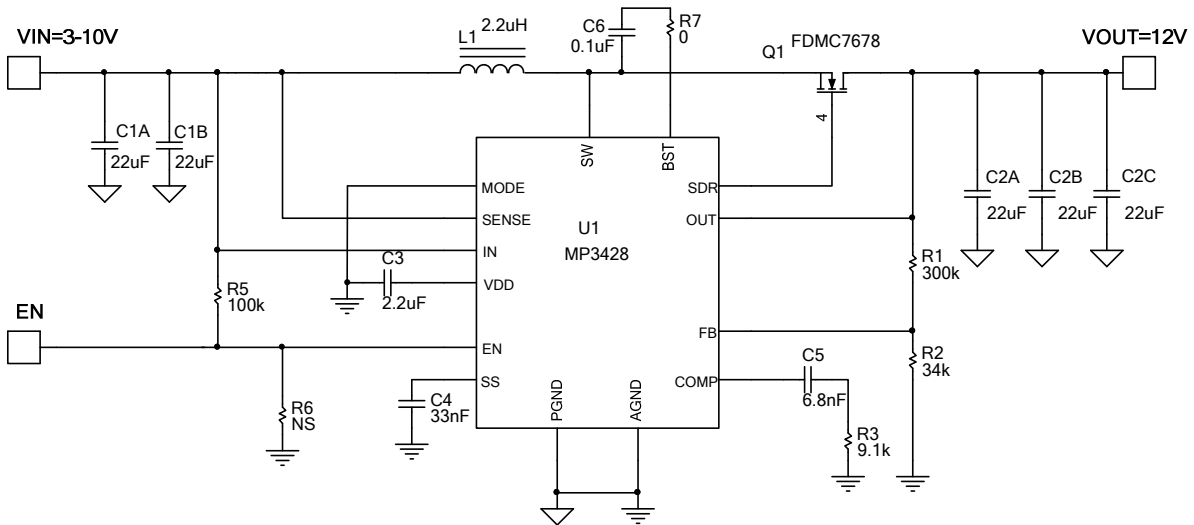 VIN=3-10V
L1
2.2uH
C6
0.1uF
R7
0
Q1
FDMC7678
VOUT=12V
C1A
22uF
C1B
22uF
SW
BST
4
MODE
SENSE
IN
VDD
EN
SS
PGND
AGND
SDR
OUT
FB
COMP
U1
MP3428
C2A
22uF
C2B
22uF
C2C
22uF
C3
2.2uF
R5
100k
R1
300k
EN
R2
34k
C5
6.8nF
R6
NS
C4
33nF
R3
9.1k